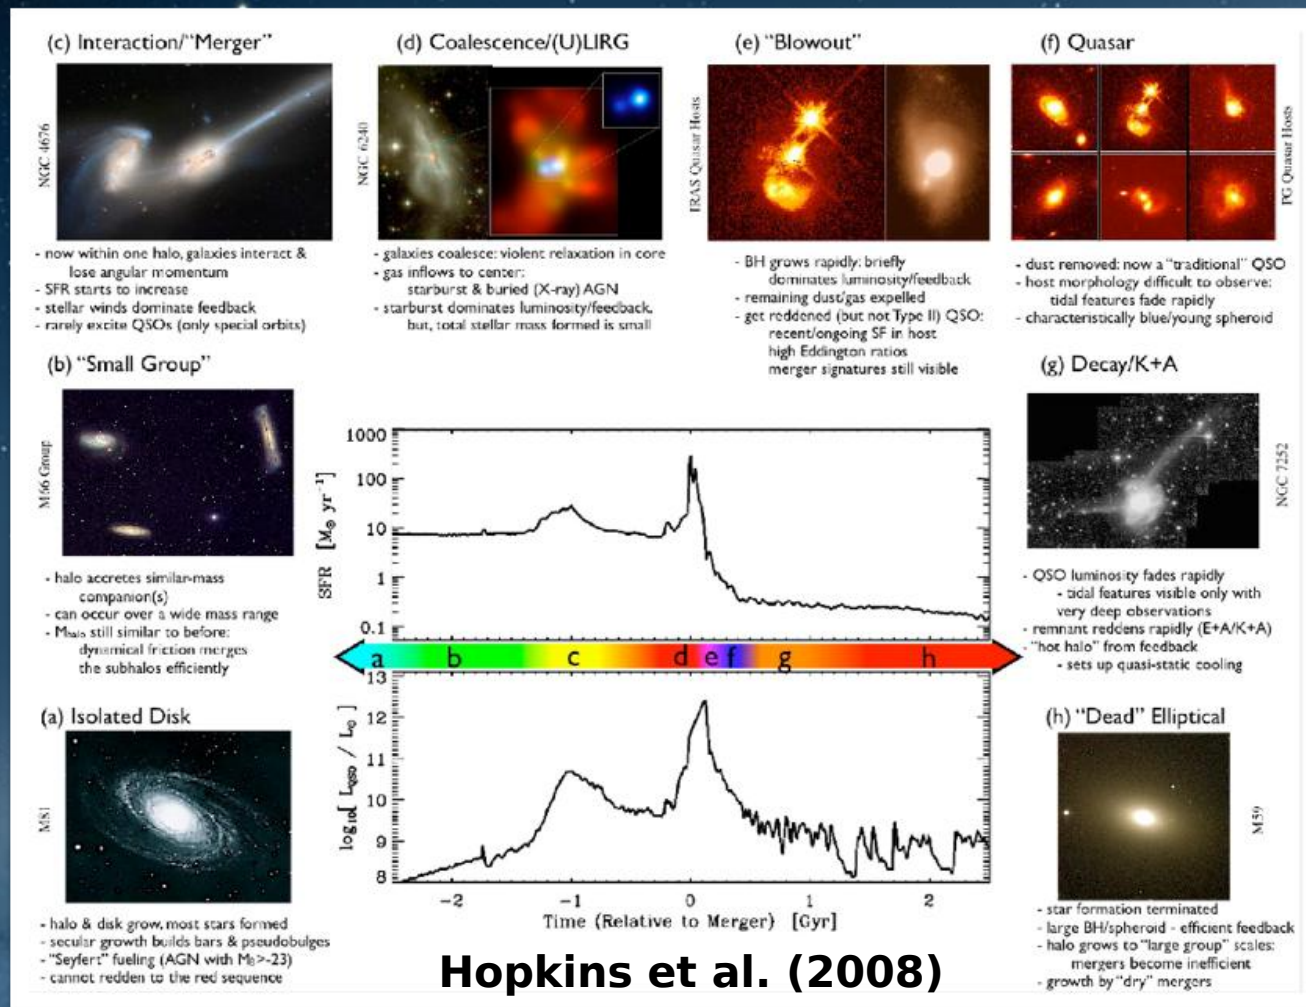 (c) Interaction/“Merger”
NGC 4676
- now within one halo, galaxies interact &
lose angular momentum
- SFR starts to increase
- stellar winds dominate feedback
- rarely excite QSOs (only special orbits)
(d) Coalescence/(U)LIRG
NGC 6240
- galaxies coalesce: violent relaxation in core
- gas inflows to center:
starburst & buried (X-ray) AGN
- starburst dominates luminosity/feedback,
but, total stellar mass formed is small
(e) “Blowout”
IRAS Quasar Hosts
- BH grows rapidly: briefly
dominates luminosity/feedback
- remaining dust/gas expelled
- get reddened (but not Type II) QSO:
recent/ongoing SF in host
high Eddington ratios
merger signatures still visible
(f) Quasar
PG Quasar Hosts
- dust removed: now a “traditional” QSO
- host morphology difficult to observe:
tidal features fade rapidly
- characteristically blue/young spheroid
(b) “Small Group”
M66 Group
- halo accretes similar-mass
companion(s)
- can occur over a wide mass range
- Mhalo still similar to before:
dynamical friction merges
the subhalos efficiently
(g) Decay/K+A
NGC 7252
- QSO luminosity fades rapidly
- tidal features visible only with
very deep observations
- remnant reddens rapidly (E+A/K+A)
- “hot halo” from feedback
- sets up quasi-static cooling
(a) Isolated Disk
M81
- halo & disk grow, most stars formed
- secular growth builds bars & pseudobulges
- “Seyfert” fueling (AGN with MB>-23)
- cannot redden to the red sequence
(h) “Dead” Elliptical
M59
- star formation terminated
- large BH/spheroid - efficient feedback
- halo grows to “large group” scales:
mergers become inefficient
- growth by “dry” mergers
SFR [M⊙ yr⁻¹]
1000
100
10
1
0.1
a b c d e f g h
log₁₀[ L_QSO / L⊙ ]
13
12
11
10
9
8
−2 −1 0 1 2
Time (Relative to Merger) [Gyr]
Hopkins et al. (2008)